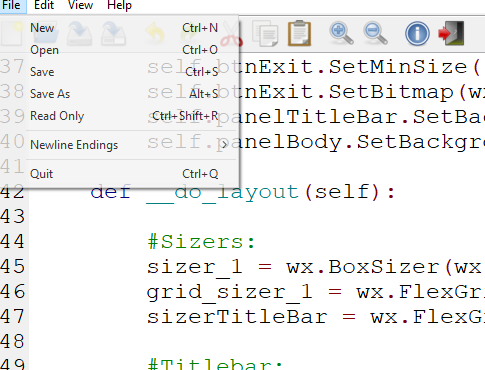 File Edit View Help
New Ctrl+N
Open Ctrl+O
Save Ctrl+S
Save As Alt+S
Read Only Ctrl+Shift+R
Newline Endings
Quit Ctrl+Q
37 self.btnExit.SetMinSize(
38 self.btnExit.SetBitmap(wx
39 self.panelTitleBar.SetBac
40 self.panelBody.SetBackgr
41
42 def __do_layout(self):
43
44 #Sizers:
45 sizer_1 = wx.BoxSizer(wx
46 grid_sizer_1 = wx.FlexGr
47 sizerTitleBar = wx.FlexG
48
49 #Titlebar: